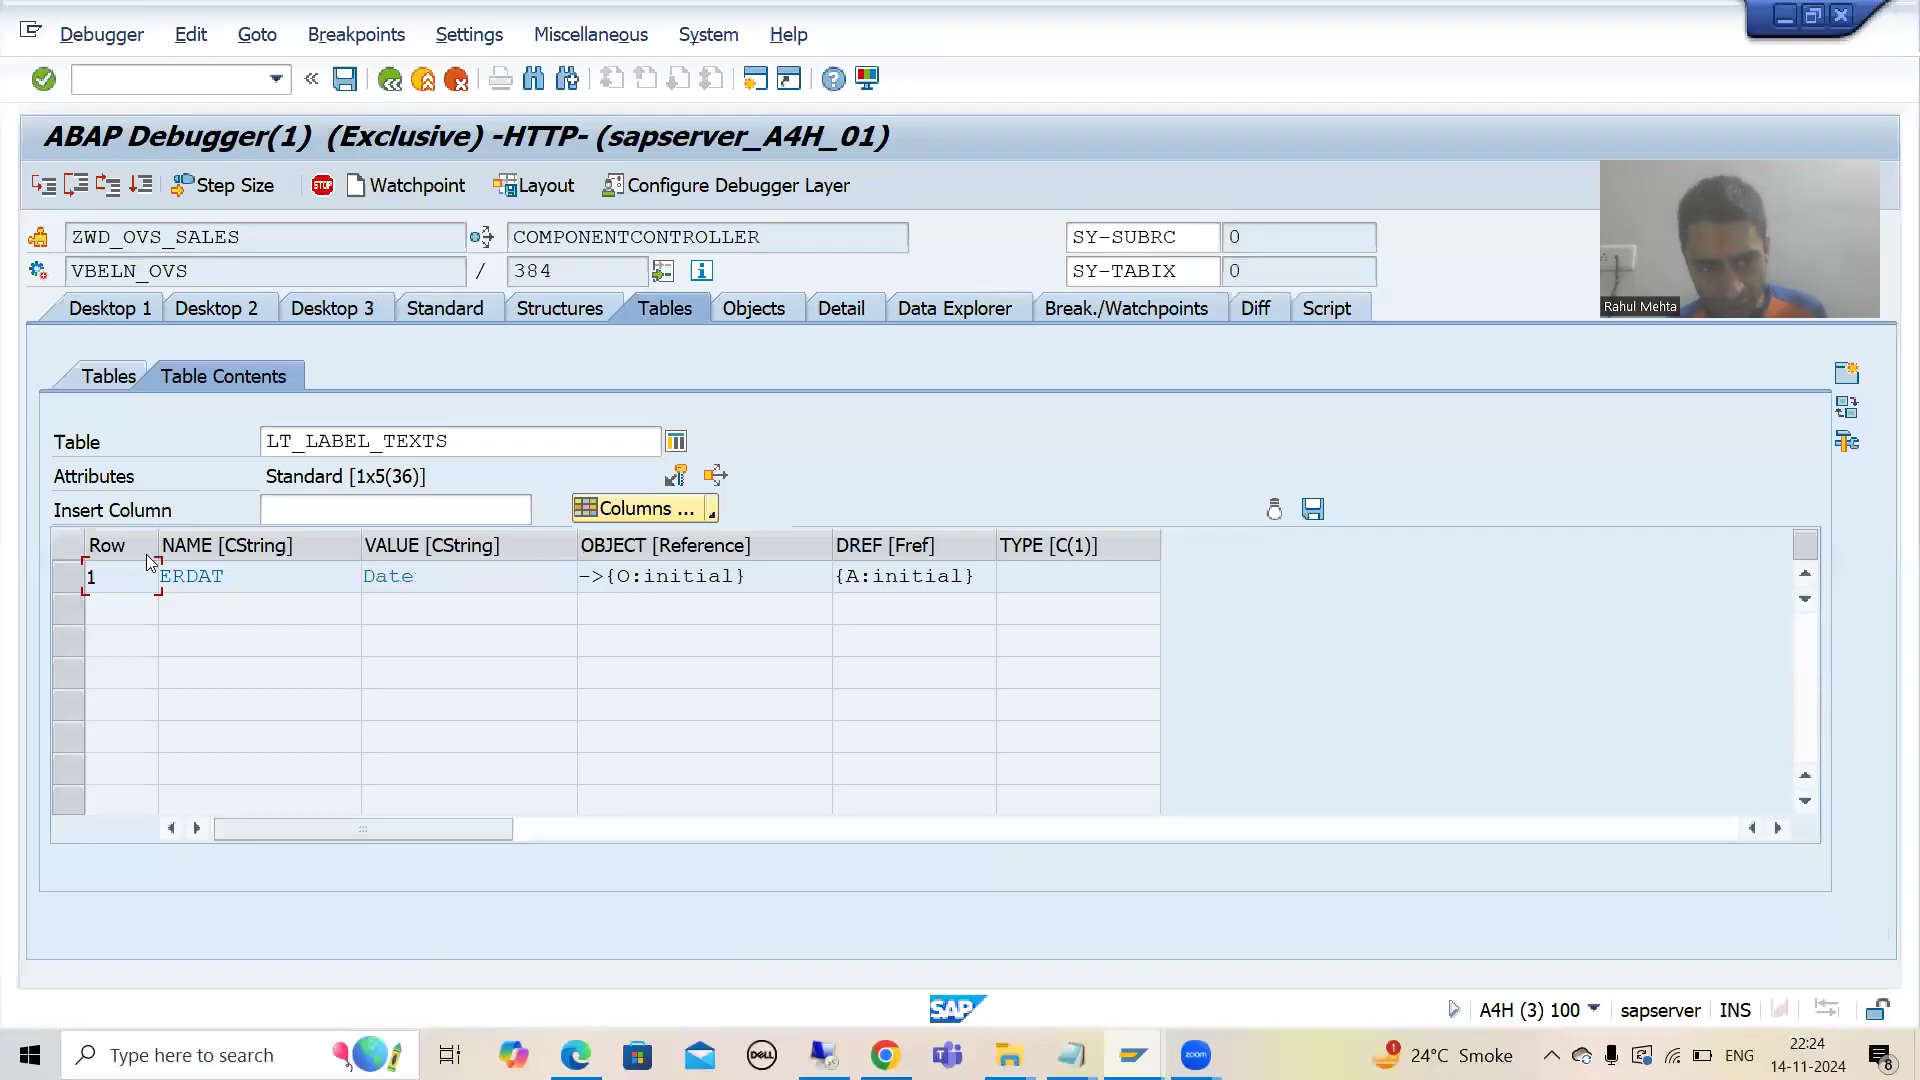 Debugger Edit Goto Breakpoints Settings Miscellaneous System Help
ABAP Debugger(1) (Exclusive) -HTTP- (sapserver_A4H_01)
Step Size STOP Watchpoint Layout Configure Debugger Layer
ZWD_OVS_SALES COMPONENTCONTROLLER SY-SUBRC 0
VBELN_OVS / 384 SY-TABIX 0
Rahul Mehta
Desktop 1 Desktop 2 Desktop 3 Standard Structures Tables Objects Detail Data Explorer Break./Watchpoints Diff Script
Tables Table Contents
Table LT_LABEL_TEXTS
Attributes Standard [1x5(36)]
Insert Column Columns ...
Row NAME [CString] VALUE [CString] OBJECT [Reference] DREF [Fref] TYPE [C(1)]
1 ERDAT Date ->{O:initial} {A:initial}
SAP A4H (3) 100 sapserver INS
Type here to search DELL zoom 1 24°C Smoke ENG 22:24
14-11-2024 8